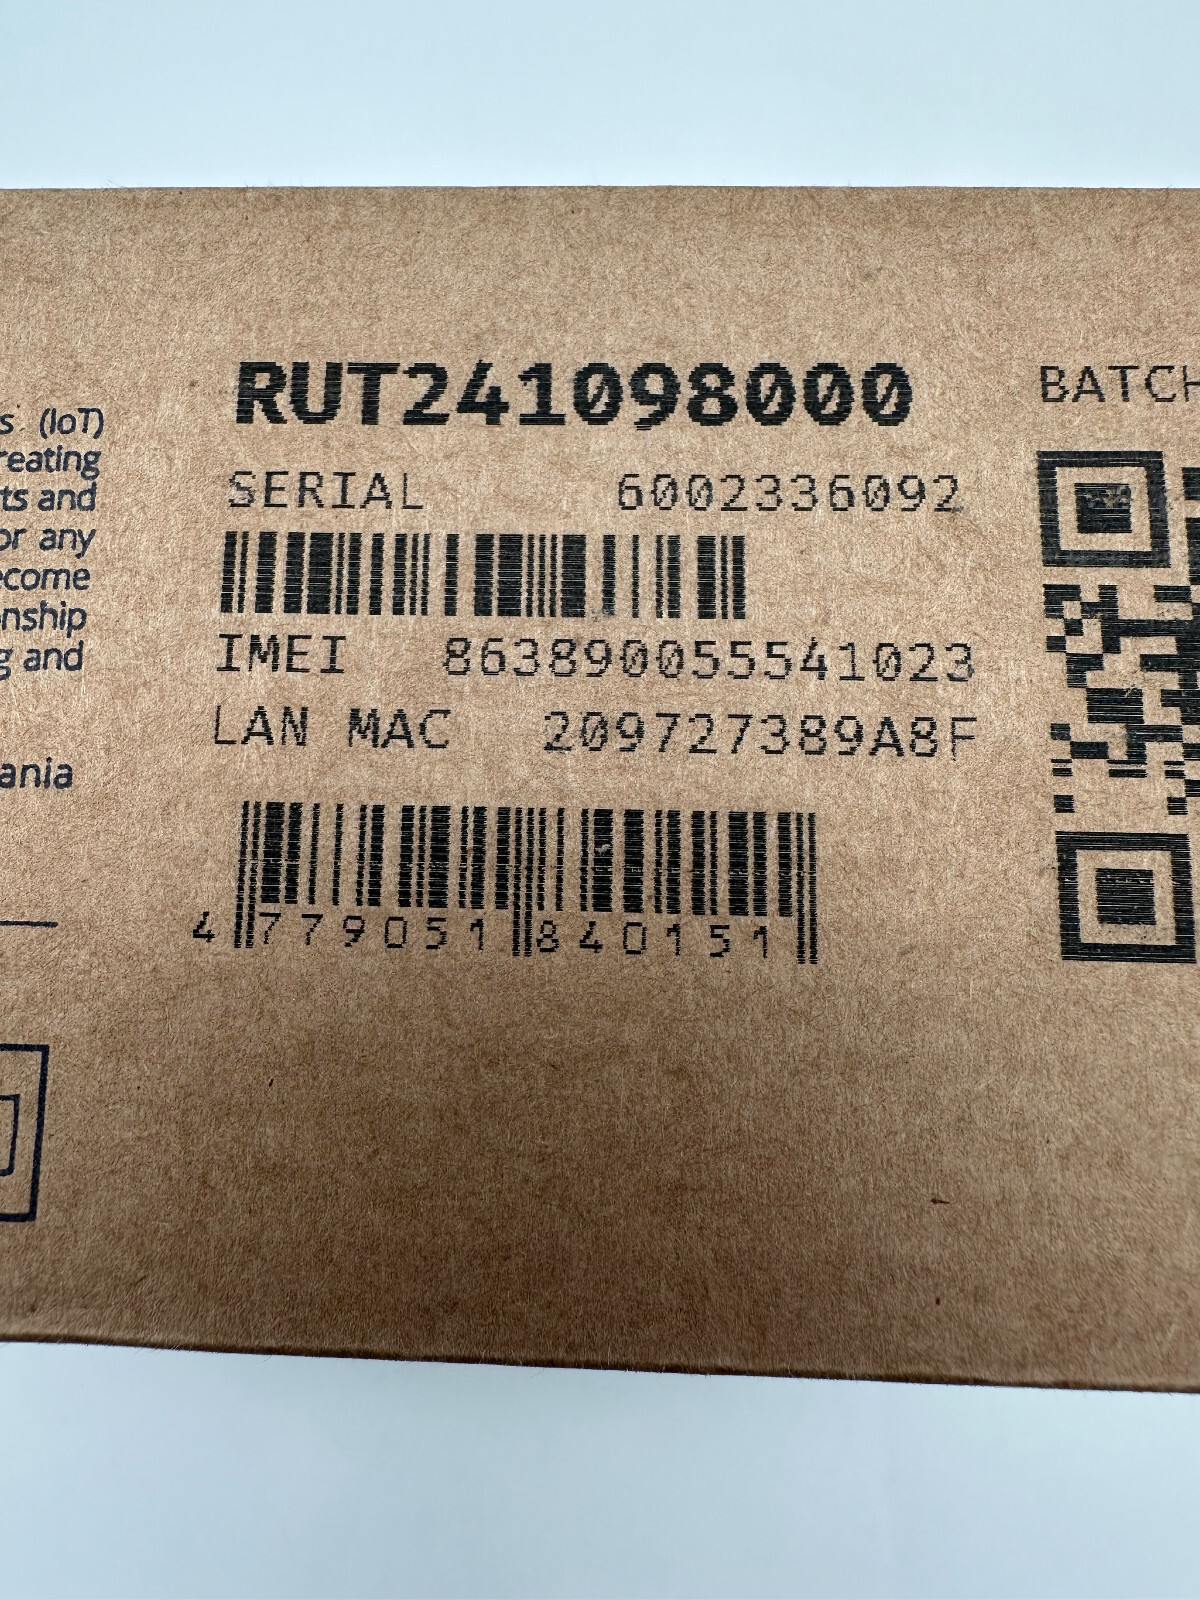 s. (IoT)
reating
ts and
or any
ecome
nship
g and
ania
RUT241098000
SERIAL 6002336092
IMEI 863890055541023
LAN MAC 209727389A8F
4 779051 840151
BATCH